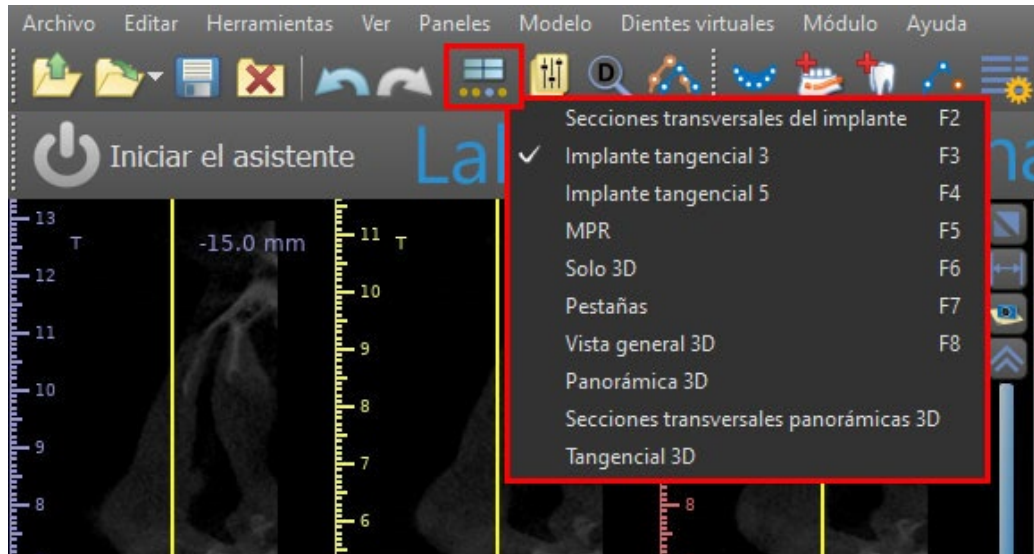 Archivo Editar Herramientas Ver Paneles Modelo Dientes virtuales Módulo Ayuda
D
Iniciar el asistente
Secciones transversales del implante F2
Implante tangencial 3 F3
Implante tangencial 5 F4
MPR F5
Solo 3D F6
Pestañas F7
Vista general 3D F8
Panorámica 3D
Secciones transversales panorámicas 3D
Tangencial 3D
13
T
-15.0 mm
12
11
10
9
8
11
T
10
9
8
7
6
8